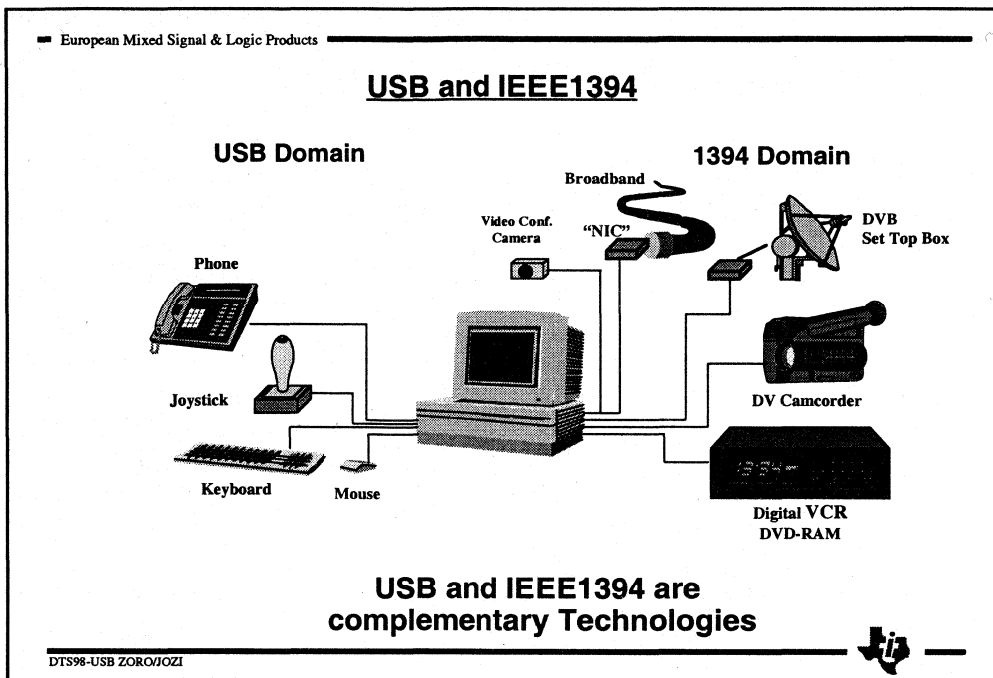 European Mixed Signal & Logic Products
USB and IEEE1394
USB Domain
1394 Domain
Broadband
Video Conf.
Camera
“NIC”
DVB
Set Top Box
Phone
Joystick
DV Camcorder
Keyboard
Mouse
13:94
Digital VCR
DVD-RAM
USB and IEEE1394 are
complementary Technologies
DTS98-USB ZORO/JOZI